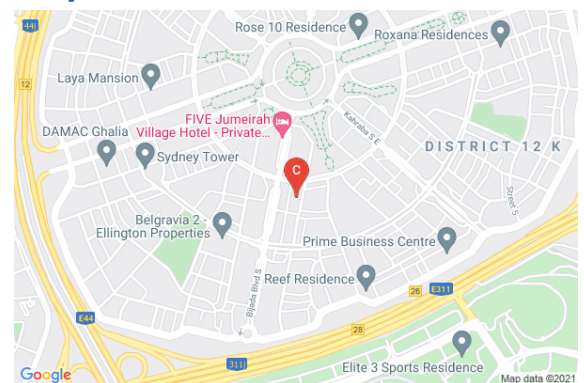 44
Rose 10 Residence
Roxana Residences
Laya Mansion
12
FIVE Jumeirah
Village Hotel - Private...
Kahraba S E
DAMAC Ghalia
Sydney Tower
DISTRICT 12 K
C
Street S
Belgravia 2 -
Ellington Properties
Prime Business Centre
Reef Residence
Bijada Blvd S
26
E311
E44
28
311
Elite 3 Sports Residence
Google
Map data ©2021